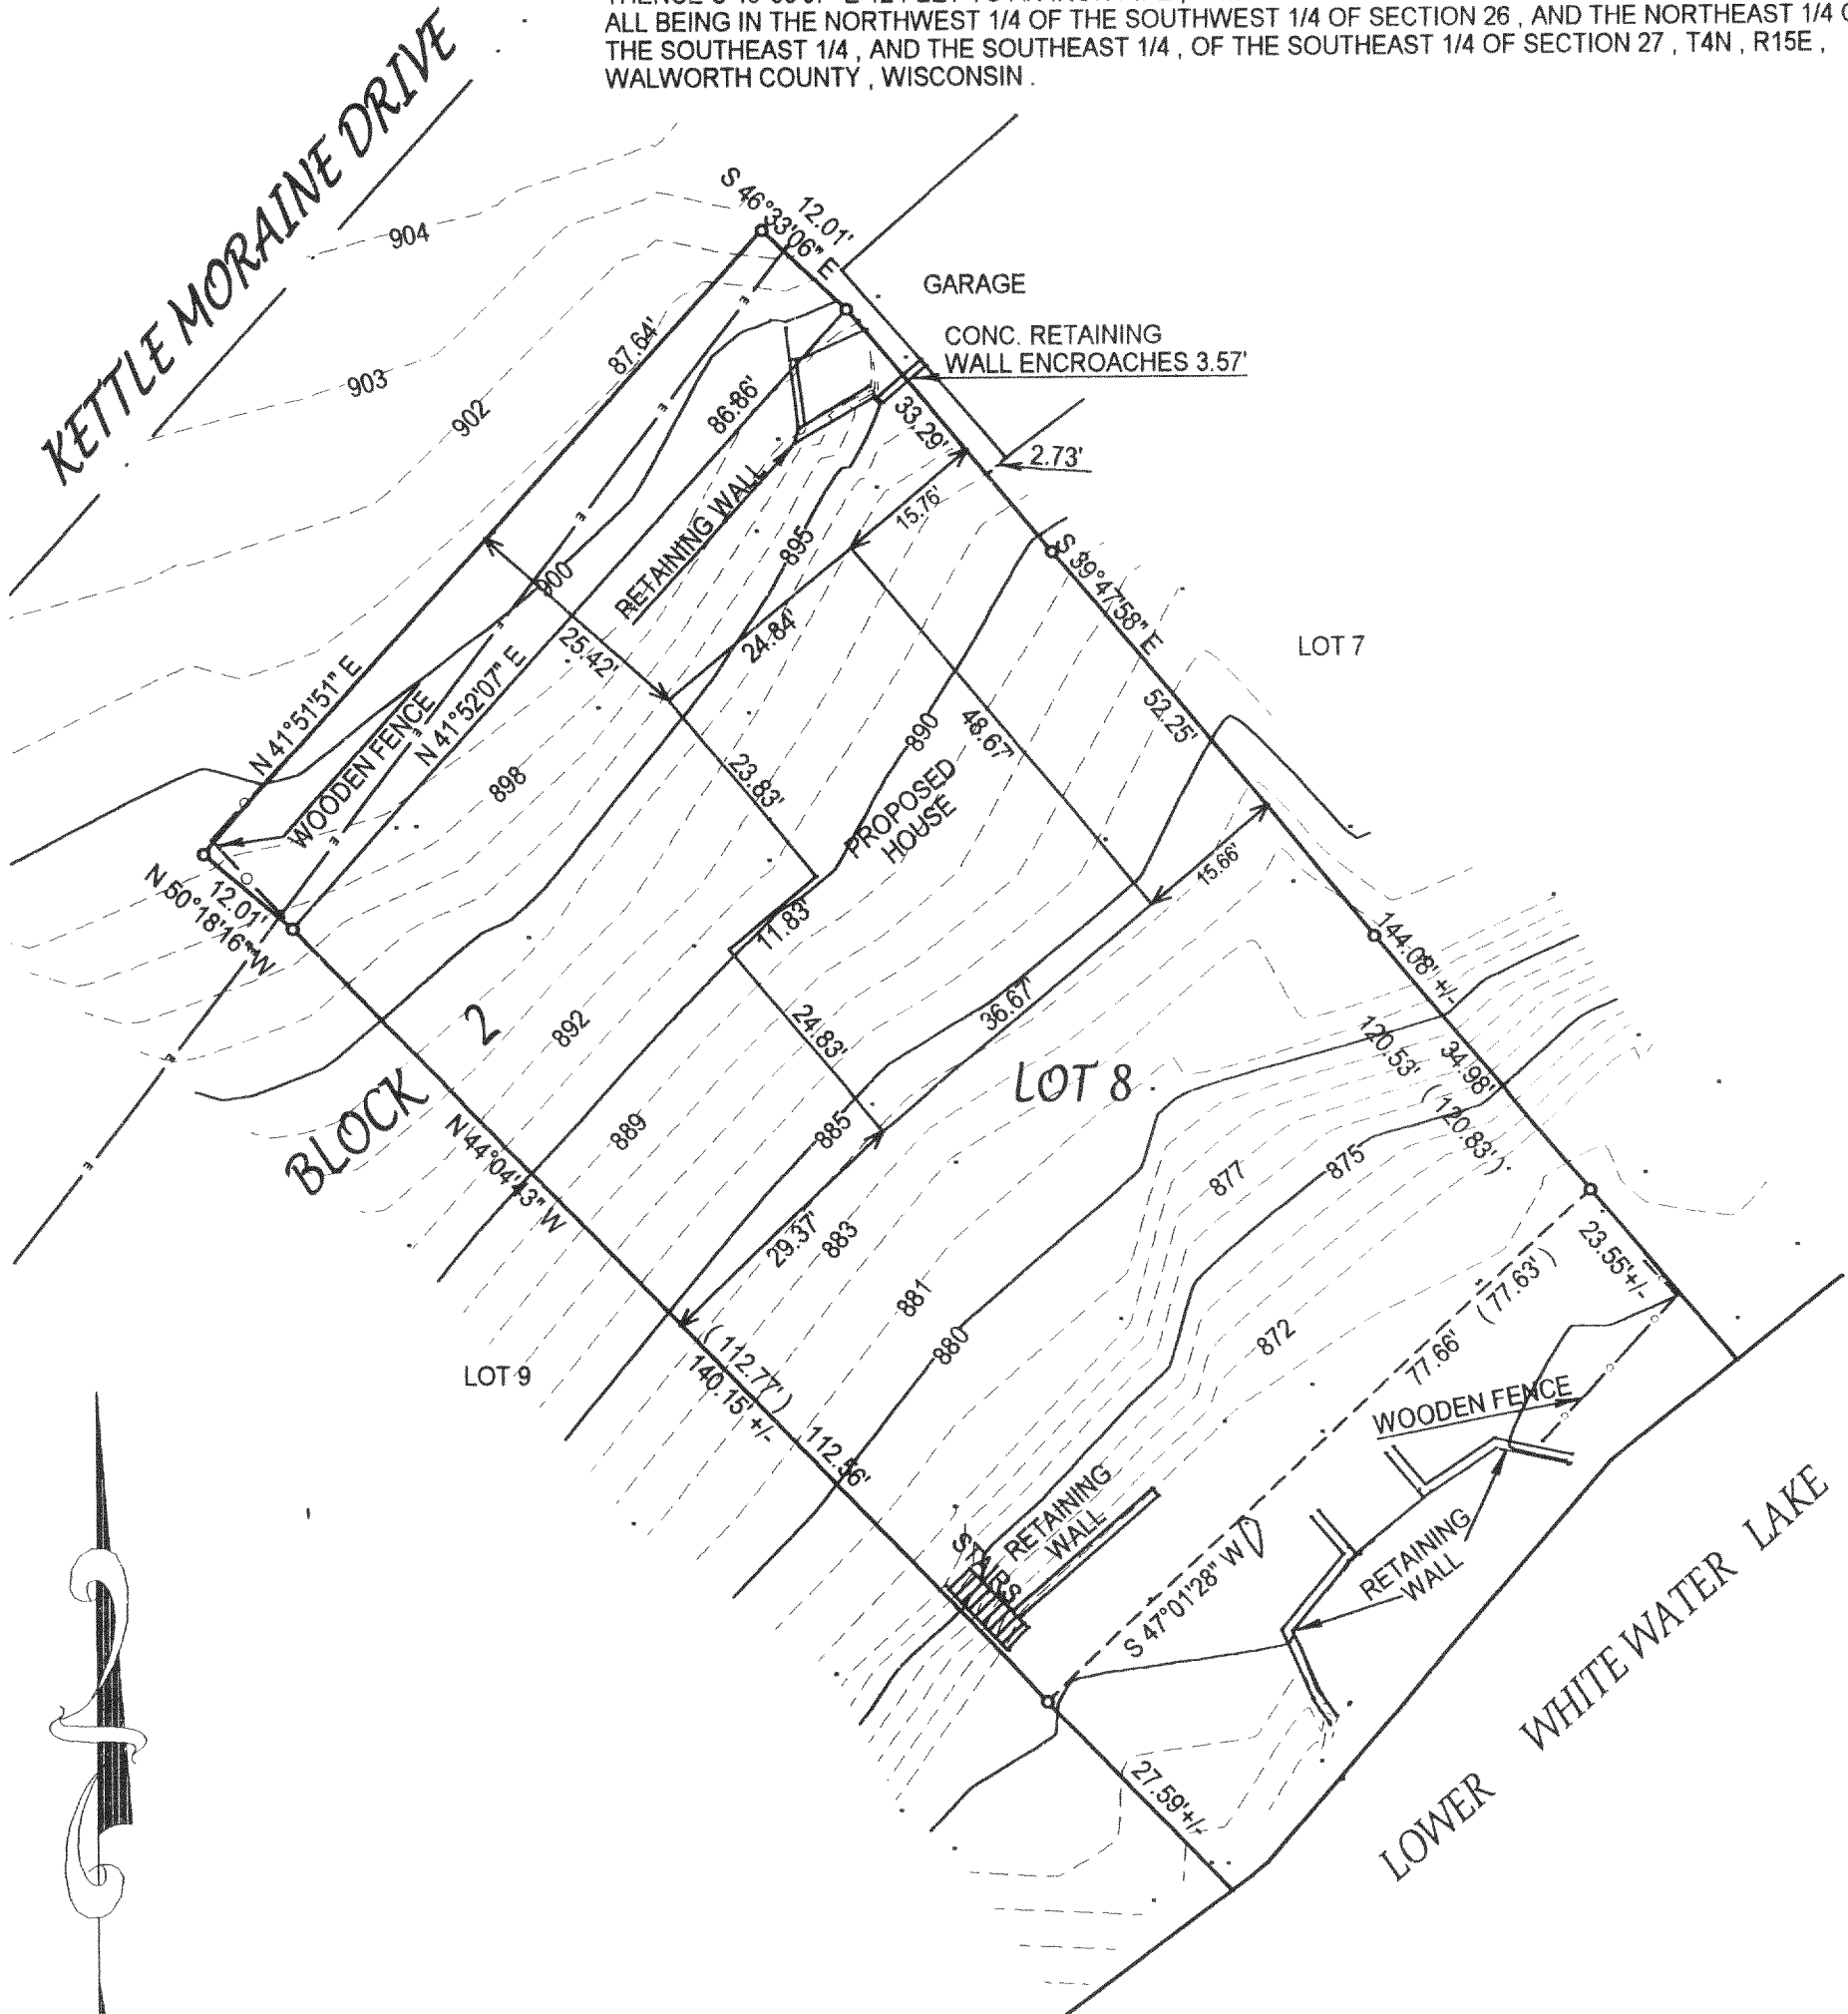 ALL BEING IN THE NORTHWEST 1/4 OF THE SOUTHWEST 1/4 OF SECTION 26 , AND THE NORTHEAST 1/4
THE SOUTHEAST 1/4 , AND THE SOUTHEAST 1/4 , OF THE SOUTHEAST 1/4 OF SECTION 27 , T4N , R15E ,
WALWORTH COUNTY , WISCONSIN .
KETTLE MORAINE DRIVE
904
903
902
S 46°33'06" E
12.01'
GARAGE
CONC. RETAINING
WALL ENCROACHES 3.57'
87.64'
86.86'
33.29'
2.73'
15.76'
RETAINING WALL
895
900
25.42'
24.84'
S 39°47'58" E
LOT 7
N 41°51'51" E
WOODEN FENCE
N 41°52'07" E
898
23.83'
48.67'
890
52.25'
PROPOSED
HOUSE
15.66'
N 50°18'16" W
12.01'
11.83'
BLOCK 2
892
24.83'
36.67'
LOT 8
144.08' +/-
120.53'
34.98'
( 120.83' )
889
885
N 44°04'43" W
877
875
29.37'
883
881
880
872
23.55'+/-
77.66'
( 77.63' )
LOT 9
( 112.77' )
140.15' +/-
112.56'
WOODEN FENCE
STAIRS
RETAINING
WALL
RETAINING
WALL
S 47°01'28" W
27.59'+/-
LOWER WHITE WATER LAKE
E
E
E
E
E
E
E